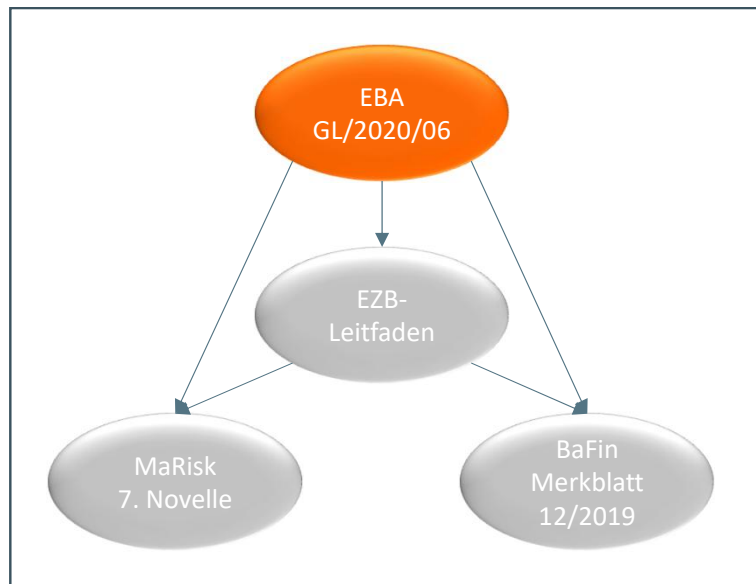 EBA
GL/2020/06
EZB-
Leitfaden
MaRisk
7. Novelle
BaFin
Merkblatt
12/2019